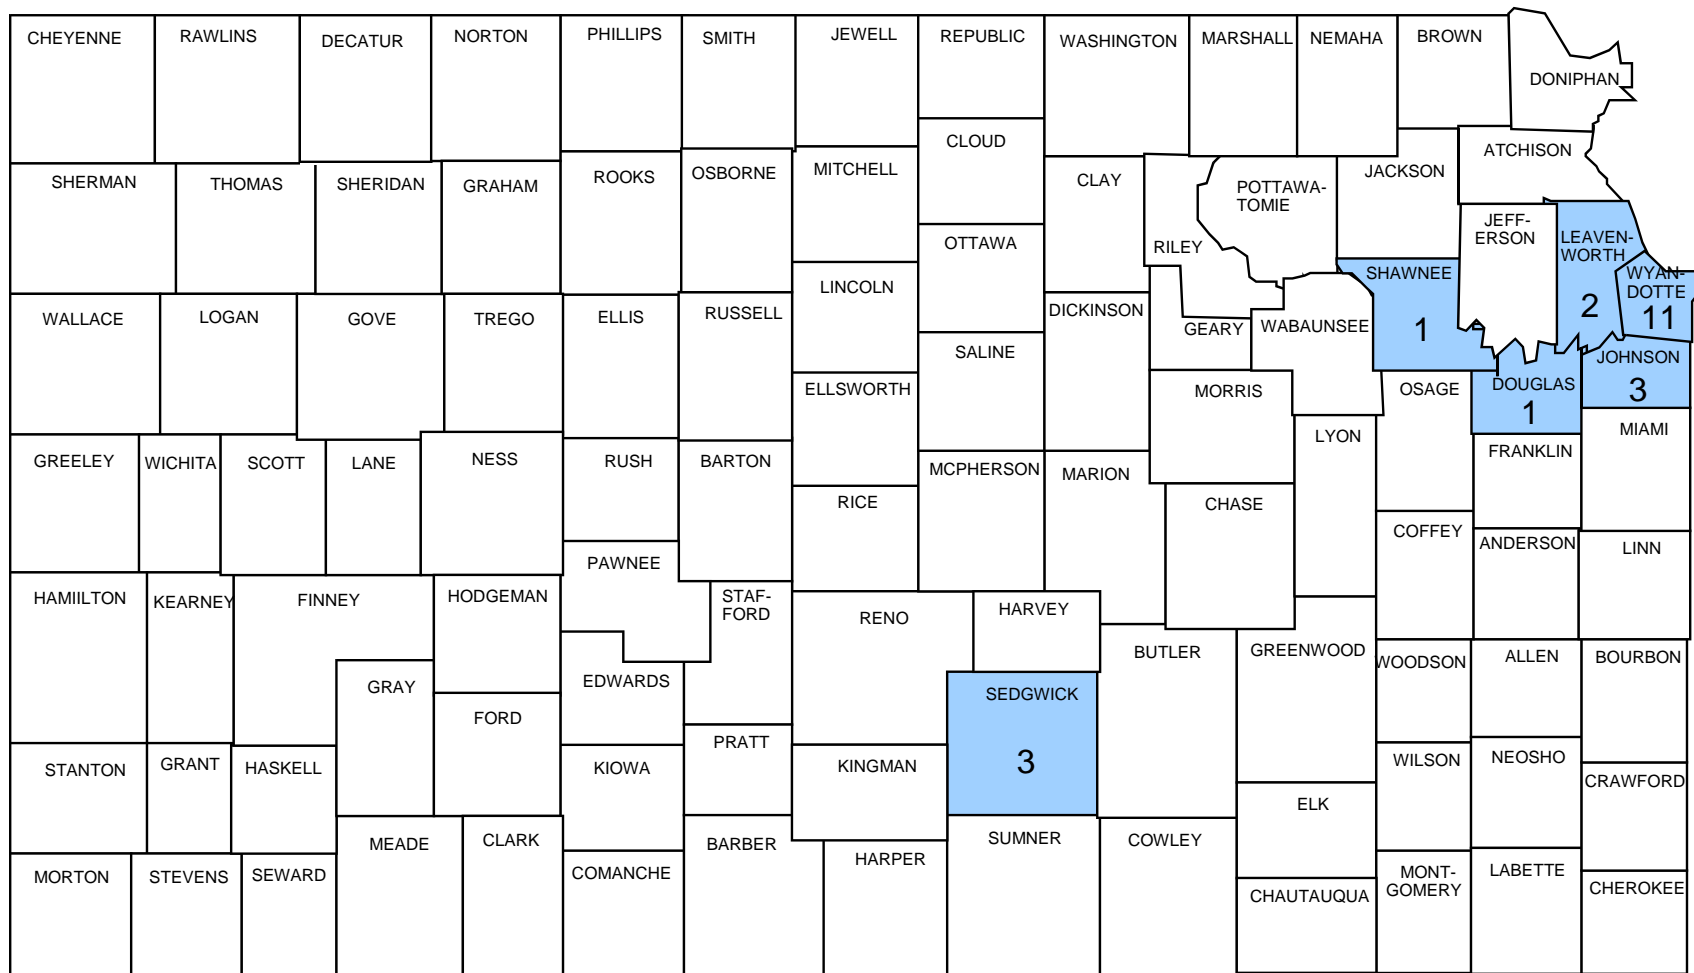 CHEYENNE
RAWLINS
DECATUR
NORTON
PHILLIPS
SMITH
JEWELL
REPUBLIC
WASHINGTON
MARSHALL
NEMAHA
BROWN
DONIPHAN
CLOUD
ATCHISON
SHERMAN
THOMAS
SHERIDAN
GRAHAM
ROOKS
OSBORNE
MITCHELL
CLAY
RILEY
POTTAWA-
TOMIE
JACKSON
JEFF-
ERSON
LEAVEN-
WORTH
2
WYAN-
DOTTE
11
OTTAWA
SHAWNEE
1
WALLACE
LOGAN
GOVE
TREGO
ELLIS
RUSSELL
LINCOLN
SALINE
DICKINSON
GEARY
WABAUNSEE
JOHNSON
3
DOUGLAS
1
ELLSWORTH
MORRIS
OSAGE
MIAMI
GREELEY
WICHITA
SCOTT
LANE
NESS
RUSH
BARTON
RICE
MCPHERSON
MARION
CHASE
LYON
FRANKLIN
COFFEY
ANDERSON
LINN
HAMIILTON
KEARNEY
FINNEY
HODGEMAN
PAWNEE
STAF-
FORD
RENO
HARVEY
BUTLER
GREENWOOD
WOODSON
ALLEN
BOURBON
GRAY
FORD
EDWARDS
SEDGWICK
3
STANTON
GRANT
HASKELL
KIOWA
PRATT
KINGMAN
ELK
WILSON
NEOSHO
CRAWFORD
MORTON
STEVENS
SEWARD
MEADE
CLARK
COMANCHE
BARBER
HARPER
SUMNER
COWLEY
CHAUTAUQUA
MONT-
GOMERY
LABETTE
CHEROKEE